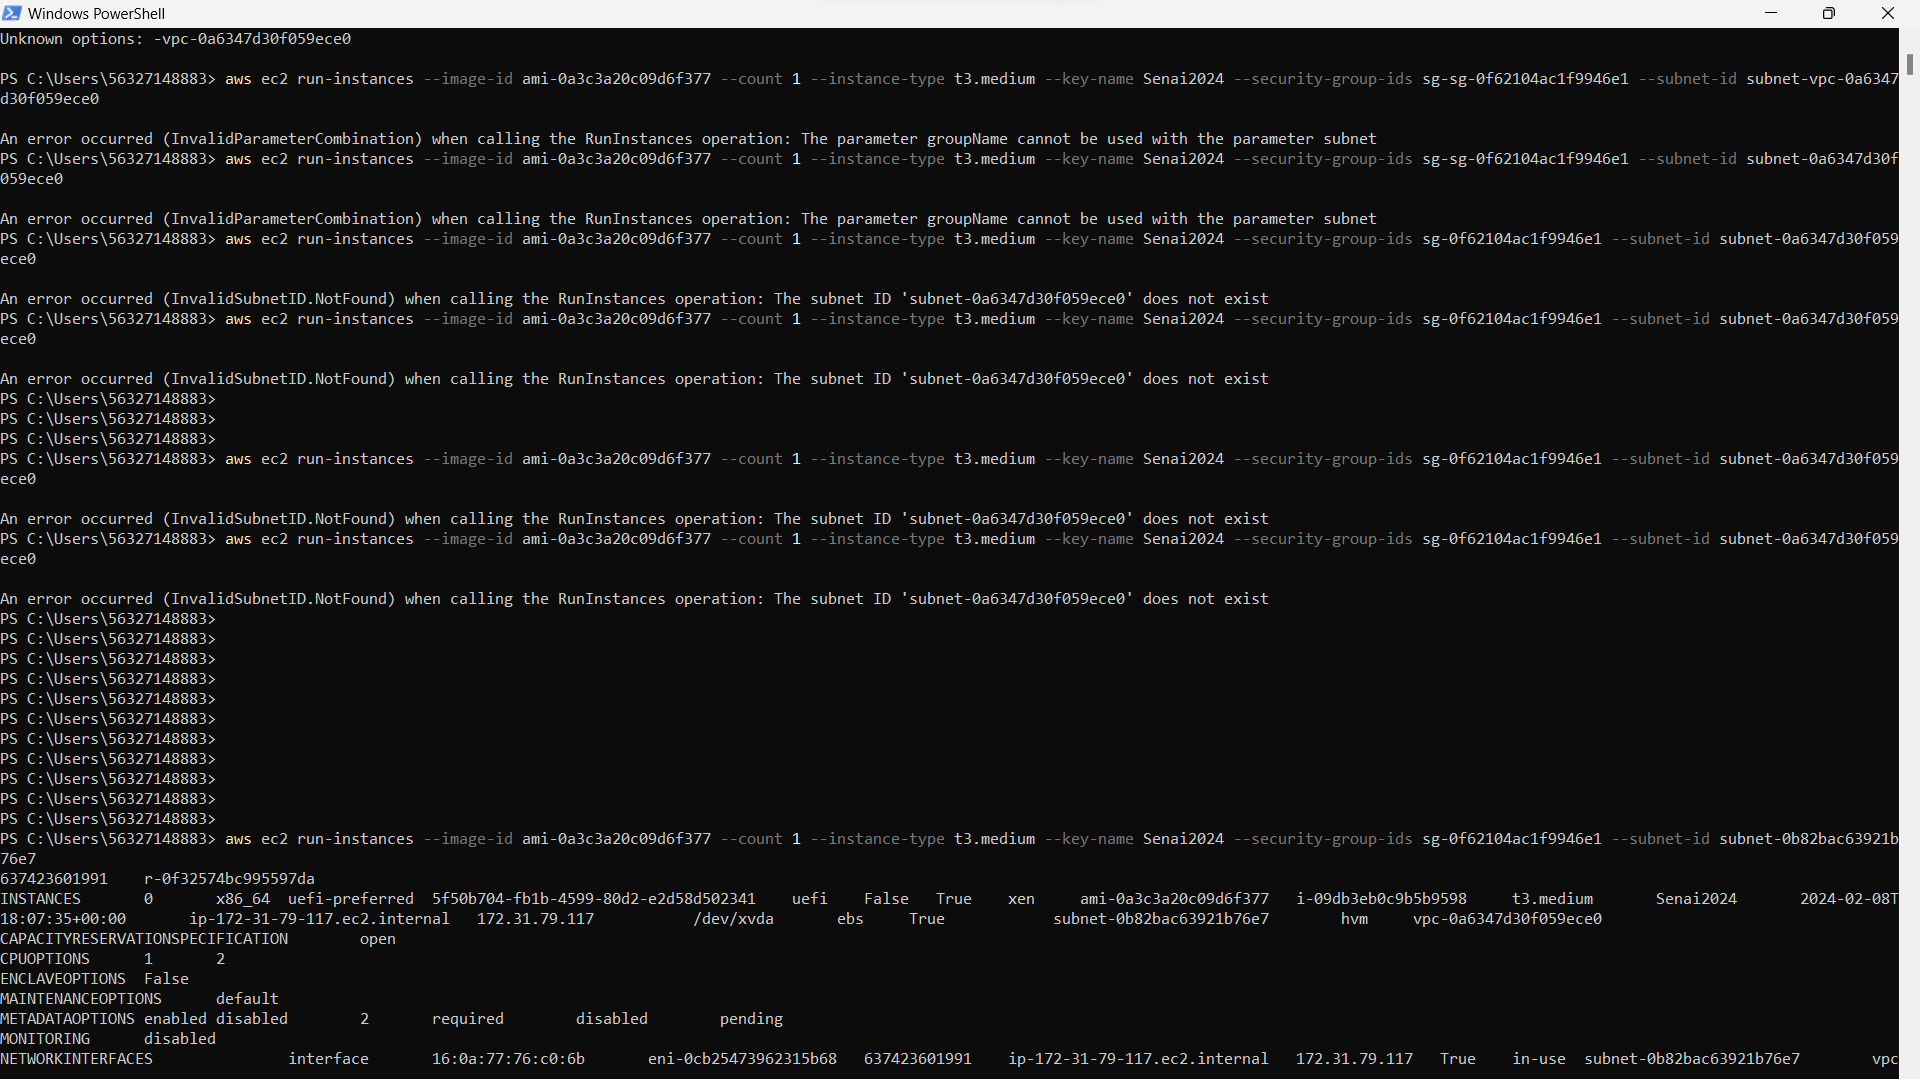 Windows PowerShell
Unknown options: -vpc-0a6347d30f059ece0
PS C:\Users\56327148883> aws ec2 run-instances --image-id ami-0a3c3a20c09d6f377 --count 1 --instance-type t3.medium --key-name Senai2024 --security-group-ids sg-sg-0f62104ac1f9946e1 --subnet-id subnet-vpc-0a6347
d30f059ece0
An error occurred (InvalidParameterCombination) when calling the RunInstances operation: The parameter groupName cannot be used with the parameter subnet
PS C:\Users\56327148883> aws ec2 run-instances --image-id ami-0a3c3a20c09d6f377 --count 1 --instance-type t3.medium --key-name Senai2024 --security-group-ids sg-sg-0f62104ac1f9946e1 --subnet-id subnet-0a6347d30f
059ece0
An error occurred (InvalidParameterCombination) when calling the RunInstances operation: The parameter groupName cannot be used with the parameter subnet
PS C:\Users\56327148883> aws ec2 run-instances --image-id ami-0a3c3a20c09d6f377 --count 1 --instance-type t3.medium --key-name Senai2024 --security-group-ids sg-0f62104ac1f9946e1 --subnet-id subnet-0a6347d30f059
ece0
An error occurred (InvalidSubnetID.NotFound) when calling the RunInstances operation: The subnet ID 'subnet-0a6347d30f059ece0' does not exist
PS C:\Users\56327148883> aws ec2 run-instances --image-id ami-0a3c3a20c09d6f377 --count 1 --instance-type t3.medium --key-name Senai2024 --security-group-ids sg-0f62104ac1f9946e1 --subnet-id subnet-0a6347d30f059
ece0
An error occurred (InvalidSubnetID.NotFound) when calling the RunInstances operation: The subnet ID 'subnet-0a6347d30f059ece0' does not exist
PS C:\Users\56327148883>
PS C:\Users\56327148883>
PS C:\Users\56327148883>
PS C:\Users\56327148883> aws ec2 run-instances --image-id ami-0a3c3a20c09d6f377 --count 1 --instance-type t3.medium --key-name Senai2024 --security-group-ids sg-0f62104ac1f9946e1 --subnet-id subnet-0a6347d30f059
ece0
An error occurred (InvalidSubnetID.NotFound) when calling the RunInstances operation: The subnet ID 'subnet-0a6347d30f059ece0' does not exist
PS C:\Users\56327148883> aws ec2 run-instances --image-id ami-0a3c3a20c09d6f377 --count 1 --instance-type t3.medium --key-name Senai2024 --security-group-ids sg-0f62104ac1f9946e1 --subnet-id subnet-0a6347d30f059
ece0
An error occurred (InvalidSubnetID.NotFound) when calling the RunInstances operation: The subnet ID 'subnet-0a6347d30f059ece0' does not exist
PS C:\Users\56327148883>
PS C:\Users\56327148883>
PS C:\Users\56327148883>
PS C:\Users\56327148883>
PS C:\Users\56327148883>
PS C:\Users\56327148883>
PS C:\Users\56327148883>
PS C:\Users\56327148883>
PS C:\Users\56327148883>
PS C:\Users\56327148883>
PS C:\Users\56327148883>
PS C:\Users\56327148883> aws ec2 run-instances --image-id ami-0a3c3a20c09d6f377 --count 1 --instance-type t3.medium --key-name Senai2024 --security-group-ids sg-0f62104ac1f9946e1 --subnet-id subnet-0b82bac63921b
76e7
637423601991 r-0f32574bc995597da
INSTANCES 0 x86_64 uefi-preferred 5f50b704-fb1b-4599-80d2-e2d58d502341 uefi False True xen ami-0a3c3a20c09d6f377 i-09db3eb0c9b5b9598 t3.medium Senai2024 2024-02-08T
18:07:35+00:00 ip-172-31-79-117.ec2.internal 172.31.79.117 /dev/xvda ebs True subnet-0b82bac63921b76e7 hvm vpc-0a6347d30f059ece0
CAPACITYRESERVATIONSPECIFICATION open
CPUOPTIONS 1 2
ENCLAVEOPTIONS False
MAINTENANCEOPTIONS default
METADATAOPTIONS enabled disabled 2 required disabled pending
MONITORING disabled
NETWORKINTERFACES interface 16:0a:77:76:c0:6b eni-0cb25473962315b68 637423601991 ip-172-31-79-117.ec2.internal 172.31.79.117 True in-use subnet-0b82bac63921b76e7 vpc